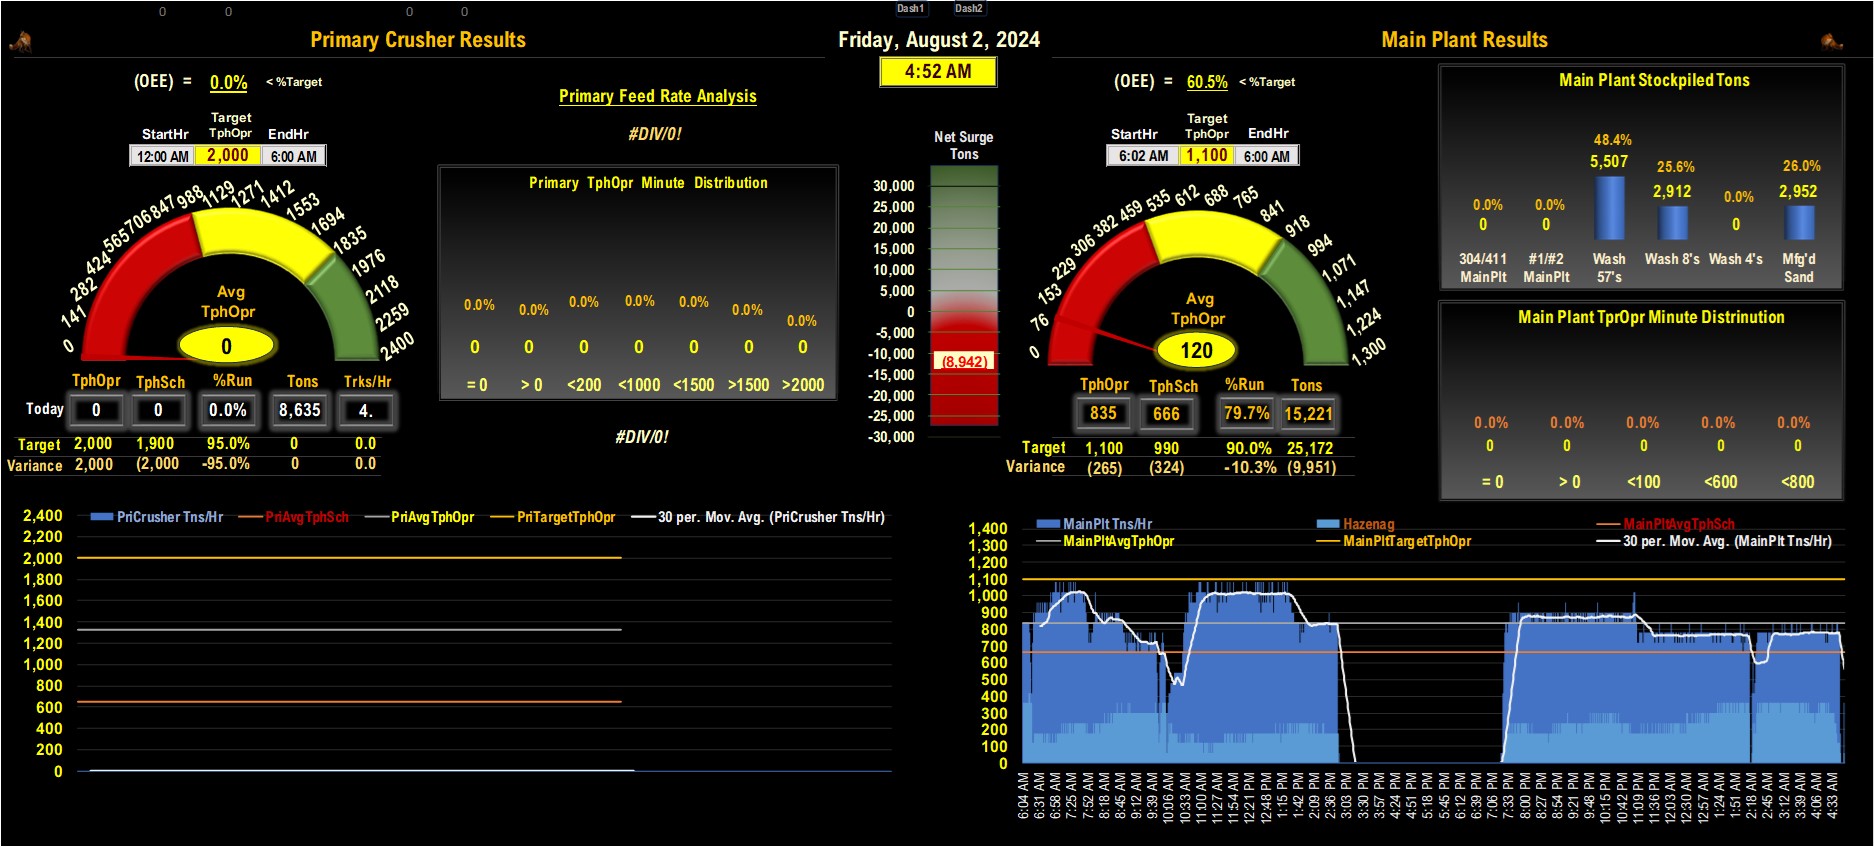 0 0 0 0 Dash1 Dash2
Primary Crusher Results
Friday, August 2, 2024
4:52 AM
Main Plant Results
(OEE) = 0.0% < %Target
Target
StartHr TphOpr EndHr
12:00 AM 2,000 6:00 AM
0 141 282 424 565 706 847 988 1129 1271 1412 1553 1694 1835 1976 2118 2259 2400
Avg
TphOpr
0
TphOpr TphSch %Run Tons Trks/Hr
Today 0 0 0.0% 8,635 4.
Target 2,000 1,900 95.0% 0 0.0
Variance 2,000 (2,000 -95.0% 0 0.0
Primary Feed Rate Analysis
#DIV/0!
Primary TphOpr Minute Distribution
0.0% 0.0% 0.0% 0.0% 0.0% 0.0% 0.0%
0 0 0 0 0 0 0
= 0 > 0 <200 <1000 <1500 >1500 >2000
#DIV/0!
Net Surge
Tons
30,000
25,000
20,000
15,000
10,000
5,000
0
-5,000
-10,000
(8,942)
-15,000
-20,000
-25,000
-30,000
(OEE) = 60.5% < %Target
Target
StartHr TphOpr EndHr
6:02 AM 1,100 6:00 AM
0 76 153 229 306 382 459 535 612 688 765 841 918 994 1,071 1,147 1,224 1,300
Avg
TphOpr
120
TphOpr TphSch %Run Tons
835 666 79.7% 15,221
Target 1,100 990 90.0% 25,172
Variance (265) (324) -10.3% (9,951)
Main Plant Stockpiled Tons
0.0% 0.0% 48.4% 25.6% 0.0% 26.0%
0 0 5,507 2,912 0 2,952
304/411 #1/#2 Wash Wash 8's Wash 4's Mfg'd
MainPlt MainPlt 57's Sand
Main Plant TprOpr Minute Distrinution
0.0% 0.0% 0.0% 0.0% 0.0%
0 0 0 0 0
= 0 > 0 <100 <600 <800
PriCrusher Tns/Hr PriAvgTphSch PriAvgTphOpr PriTargetTphOpr 30 per. Mov. Avg. (PriCrusher Tns/Hr)
2,400
2,200
2,000
1,800
1,600
1,400
1,200
1,000
800
600
400
200
0
MainPlt Tns/Hr Hazenag MainPltAvgTphSch
MainPltAvgTphOpr MainPltTargetTphOpr 30 per. Mov. Avg. (MainPlt Tns/Hr)
1,400
1,300
1,200
1,100
1,000
900
800
700
600
500
400
300
200
100
0
6:04 AM 6:31 AM 6:58 AM 7:25 AM 7:52 AM 8:18 AM 8:45 AM 9:12 AM 9:39 AM 10:06 AM 10:33 AM 11:00 AM 11:27 AM 11:54 AM 12:21 PM 12:48 PM 1:15 PM 1:42 PM 2:09 PM 2:36 PM 3:03 PM 3:30 PM 3:57 PM 4:24 PM 4:51 PM 5:18 PM 5:45 PM 6:12 PM 6:39 PM 7:06 PM 7:33 PM 8:00 PM 8:27 PM 8:54 PM 9:21 PM 9:48 PM 10:15 PM 10:42 PM 11:09 PM 11:36 PM 12:03 AM 12:30 AM 12:57 AM 1:24 AM 1:51 AM 2:18 AM 2:45 AM 3:12 AM 3:39 AM 4:06 AM 4:33 AM